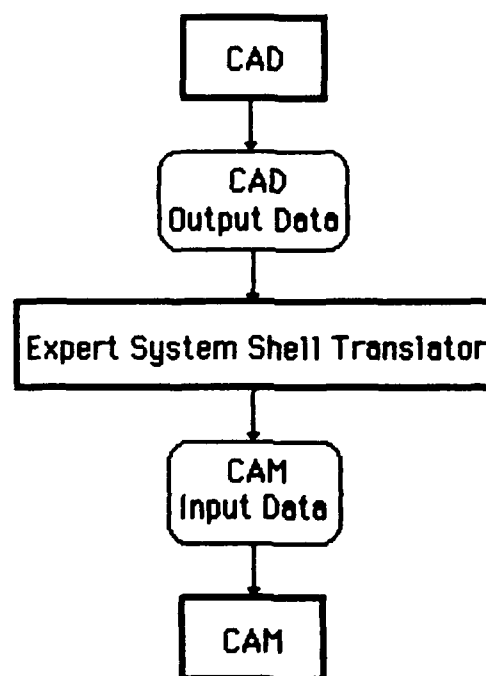 CAD
CAD
Output Data
Expert System Shell Translator
CAM
Input Data
CAM